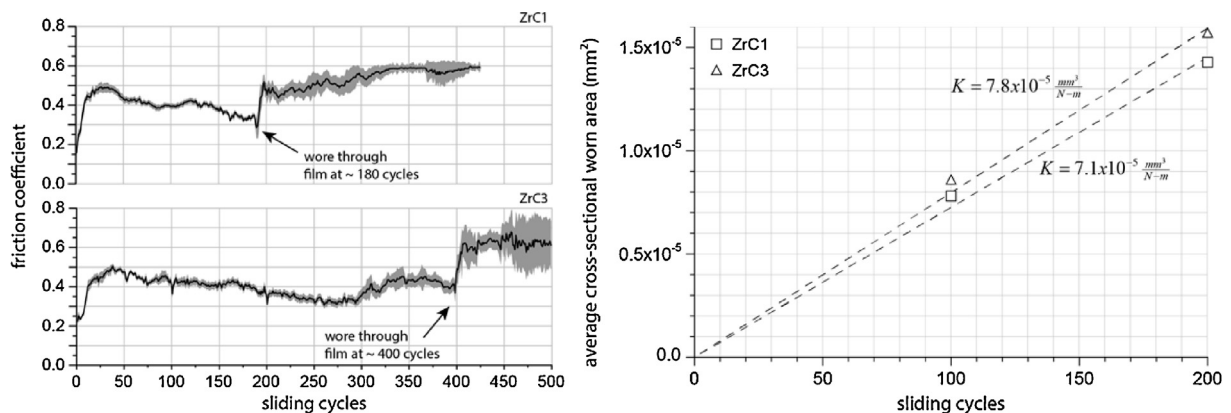 ZrC1
0.8
0.6
0.4
0.2
0.0
wore through
film at ~ 180 cycles
friction coefficient
ZrC3
0.8
0.6
0.4
0.2
0.0
wore through
film at ~ 400 cycles
0 50 100 150 200 250 300 350 400 450 500
sliding cycles
average cross-sectional worn area (mm²)
1.5x10⁻⁵
1.0x10⁻⁵
0.5x10⁻⁵
0.0
ZrC1
ZrC3
K = 7.8x10⁻⁵ mm³/N−m
K = 7.1x10⁻⁵ mm³/N−m
0 50 100 150 200
sliding cycles